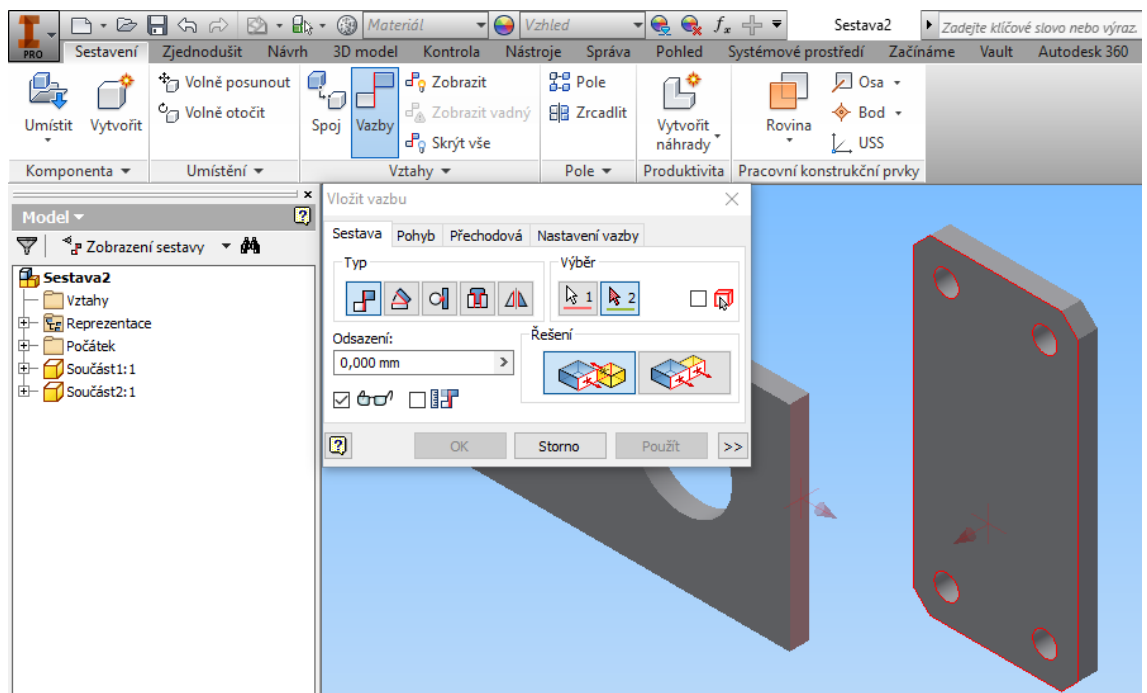 Materiál Vzhled fx Sestava2 Zadejte klíčové slovo nebo výraz.
PRO Sestavení Zjednodušit Návrh 3D model Kontrola Nástroje Správa Pohled Systémové prostředí Začínáme Vault Autodesk 360
Umístit
Vytvořit
Volně posunout
Volně otočit
Spoj
Vazby
Zobrazit
Zobrazit vadný
Skrýt vše
Pole
Zrcadlit
Vytvořit
náhrady
Rovina
Osa
Bod
USS
Komponenta Umístění Vztahy Pole Produktivita Pracovní konstrukční prvky
Model
Zobrazení sestavy
Sestava2
Vztahy
Reprezentace
Počátek
Součást1:1
Součást2:1
Vložit vazbu
Sestava Pohyb Přechodová Nastavení vazby
Typ
Výběr
1 2
Odsazení:
0,000 mm
Řešení
OK Storno Použít >>